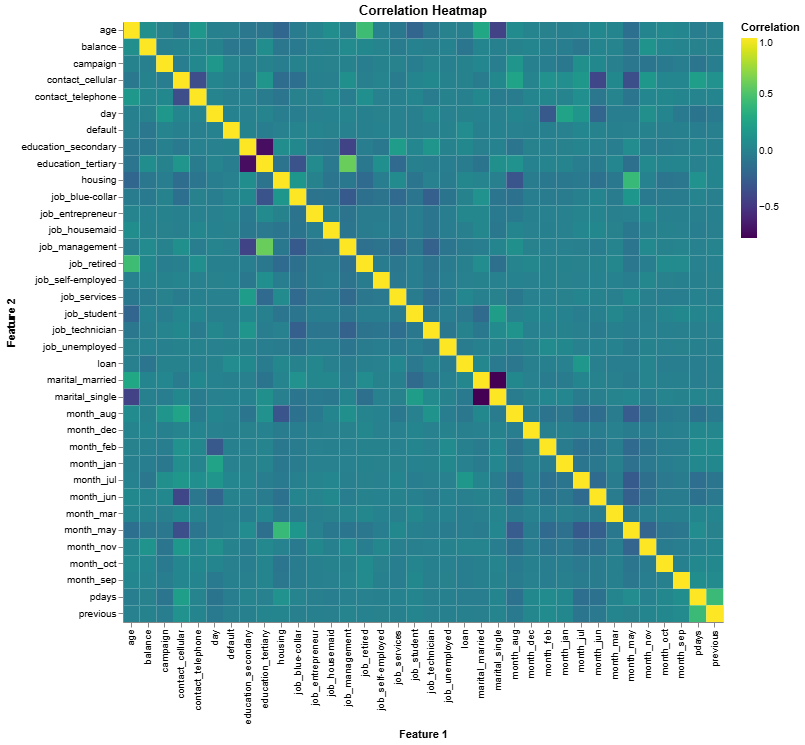 Correlation Heatmap
Correlation
1.0
0.5
0.0
−0.5
Feature 2
age
balance
campaign
contact_cellular
contact_telephone
day
default
education_secondary
education_tertiary
housing
job_blue-collar
job_entrepreneur
job_housemaid
job_management
job_retired
job_self-employed
job_services
job_student
job_technician
job_unemployed
loan
marital_married
marital_single
month_aug
month_dec
month_feb
month_jan
month_jul
month_jun
month_mar
month_may
month_nov
month_oct
month_sep
pdays
previous
age
balance
campaign
contact_cellular
contact_telephone
day
default
education_secondary
education_tertiary
housing
job_blue-collar
job_entrepreneur
job_housemaid
job_management
job_retired
job_self-employed
job_services
job_student
job_technician
job_unemployed
loan
marital_married
marital_single
month_aug
month_dec
month_feb
month_jan
month_jul
month_jun
month_mar
month_may
month_nov
month_oct
month_sep
pdays
previous
Feature 1